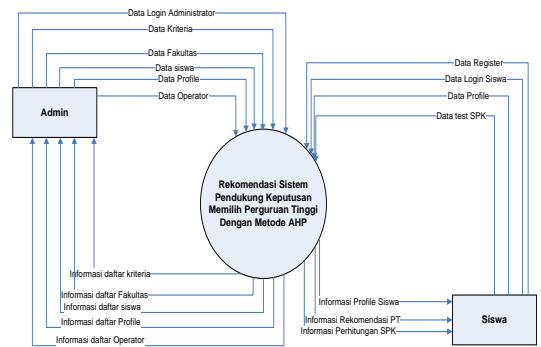 Data Login Administrator
Data Kriteria
Data Fakultas
Data siswa
Data Profile
Data Operator
Admin
Data Register
Data Login Siswa
Data Profile
Data test SPK
Rekomendasi Sistem
Pendukung Keputusan
Memilih Perguruan Tinggi
Dengan Metode AHP
Informasi daftar kriteria
Informasi daftar Fakultas
Informasi daftar siswa
Informasi daftar Profile
Informasi daftar Operator
Informasi Profile Siswa
Informasi Rekomendasi PT
Informasi Perhitungan SPK
Siswa